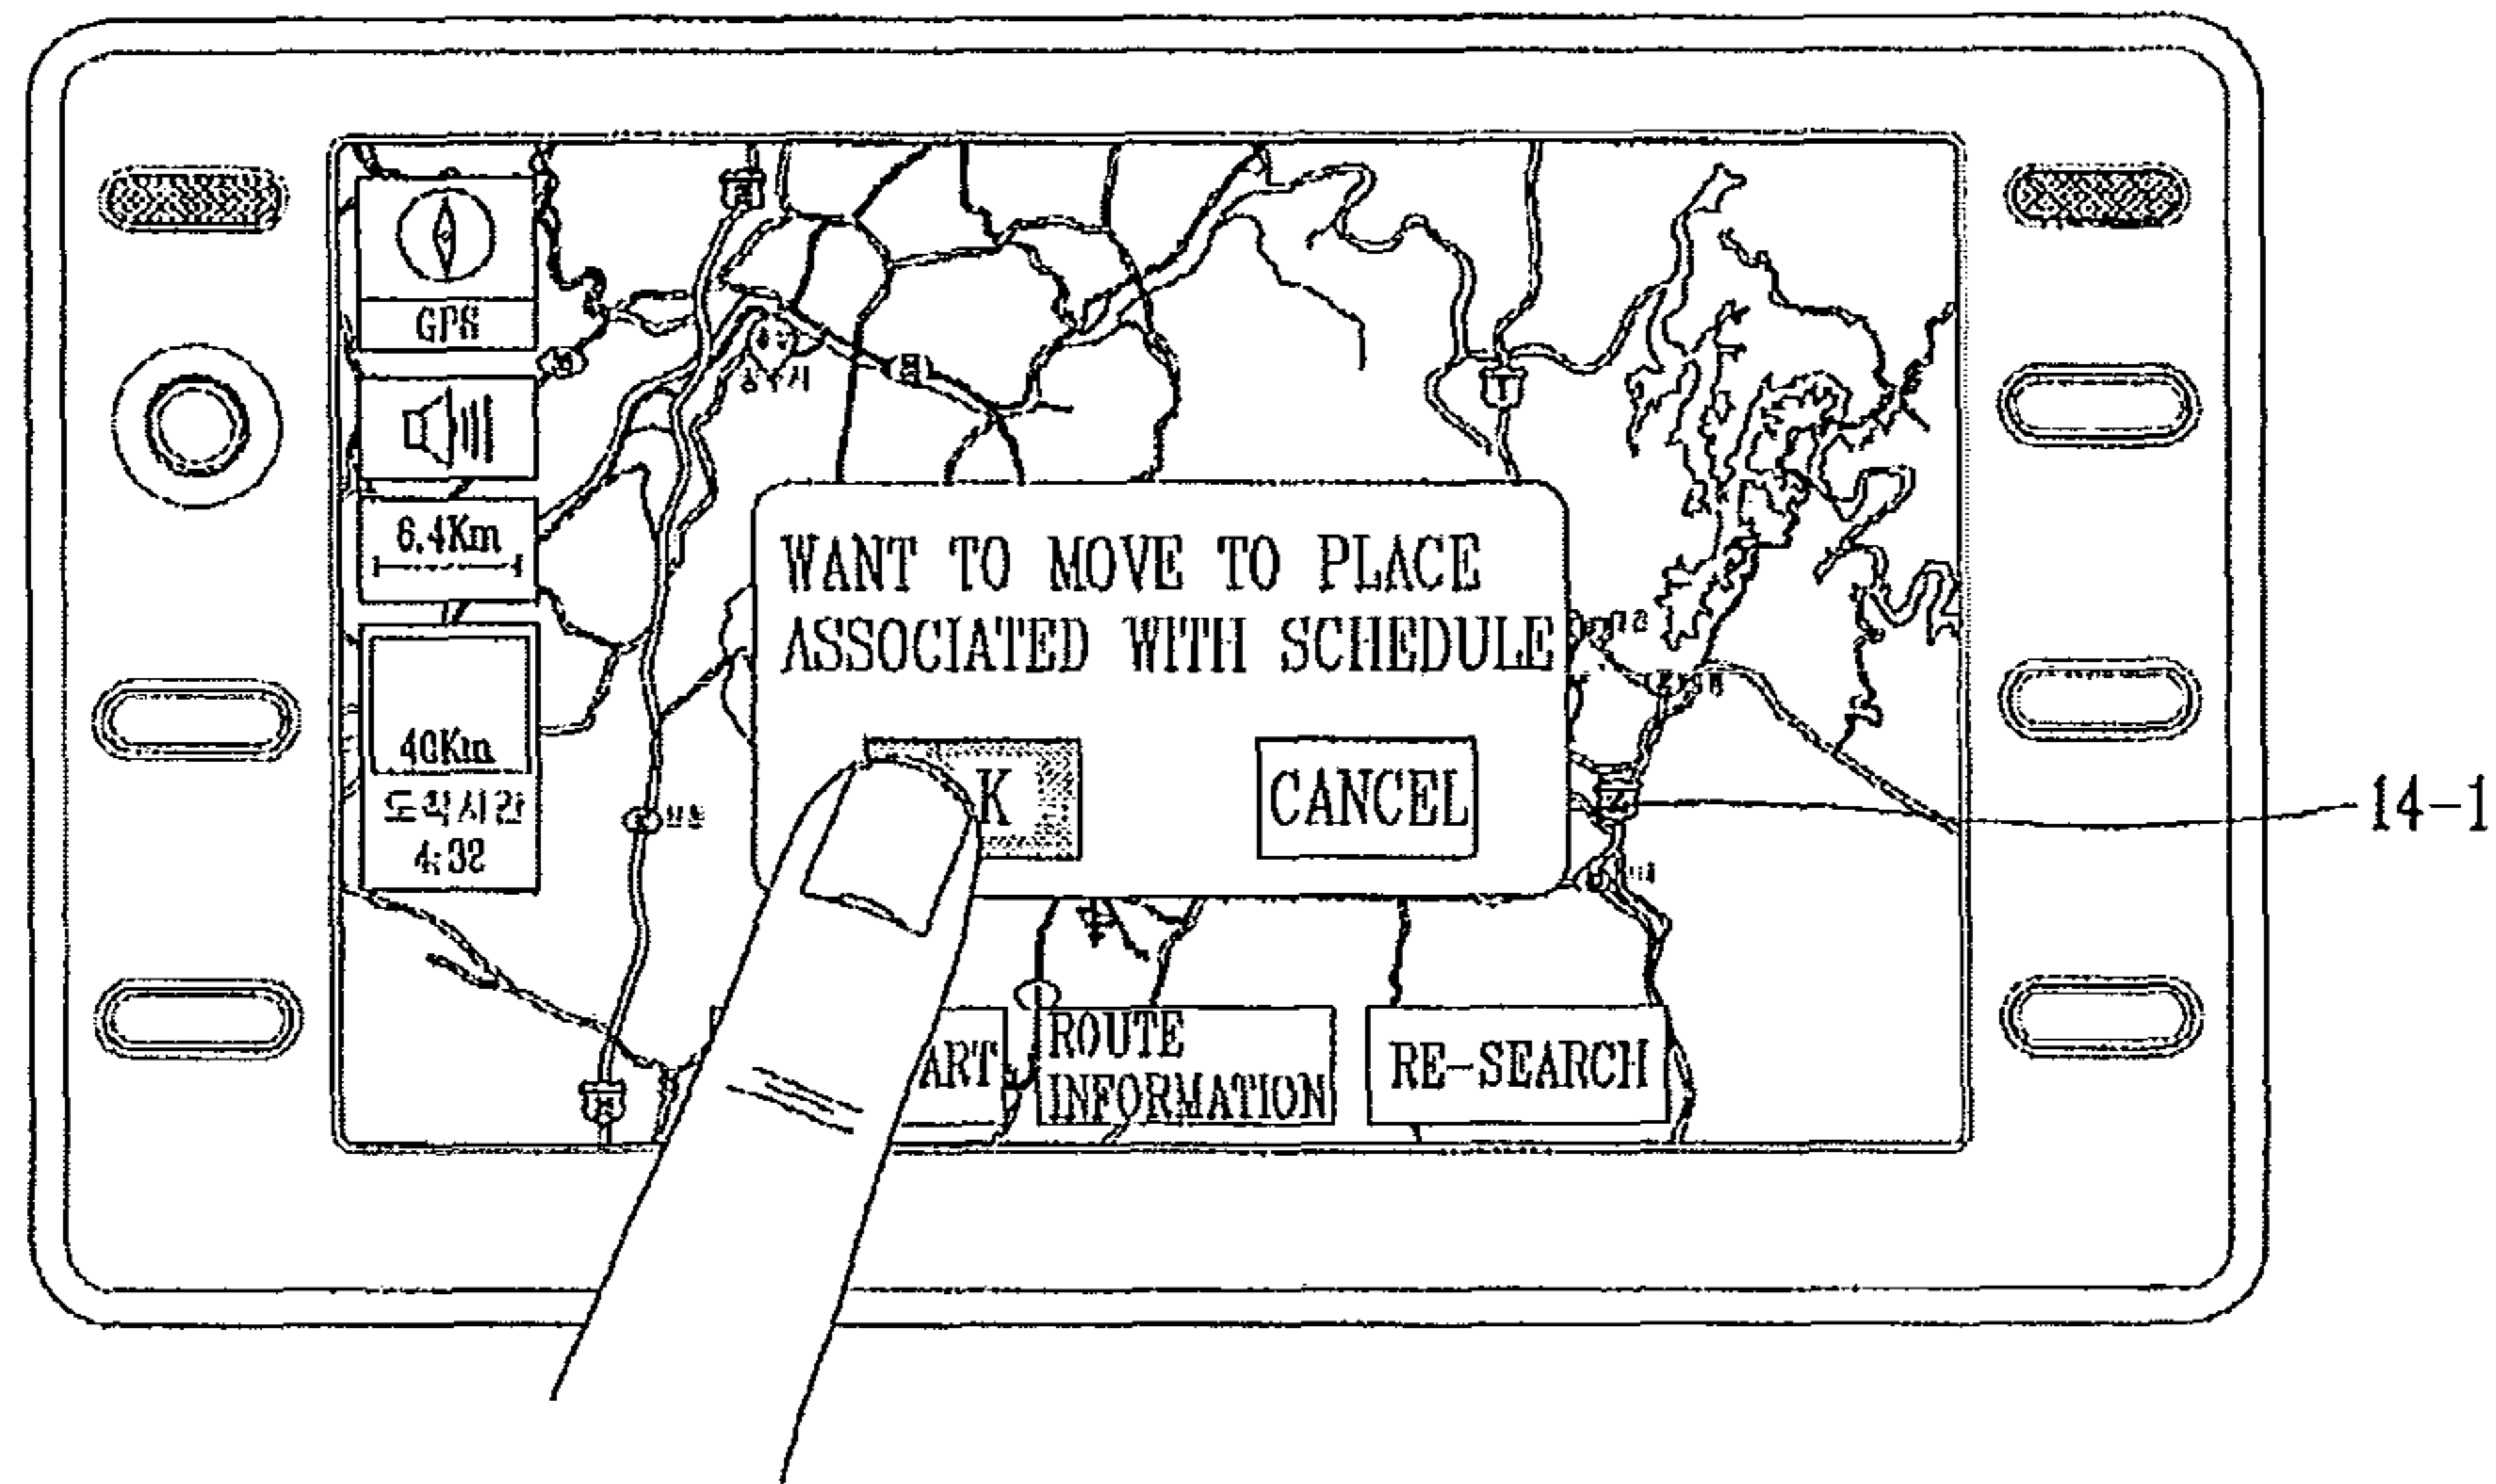 GPS
6.4Km
40Km
도착시간
4:32
WANT TO MOVE TO PLACE
ASSOCIATED WITH SCHEDULE
K
CANCEL
ART
ROUTE
INFORMATION
RE-SEARCH
14-1